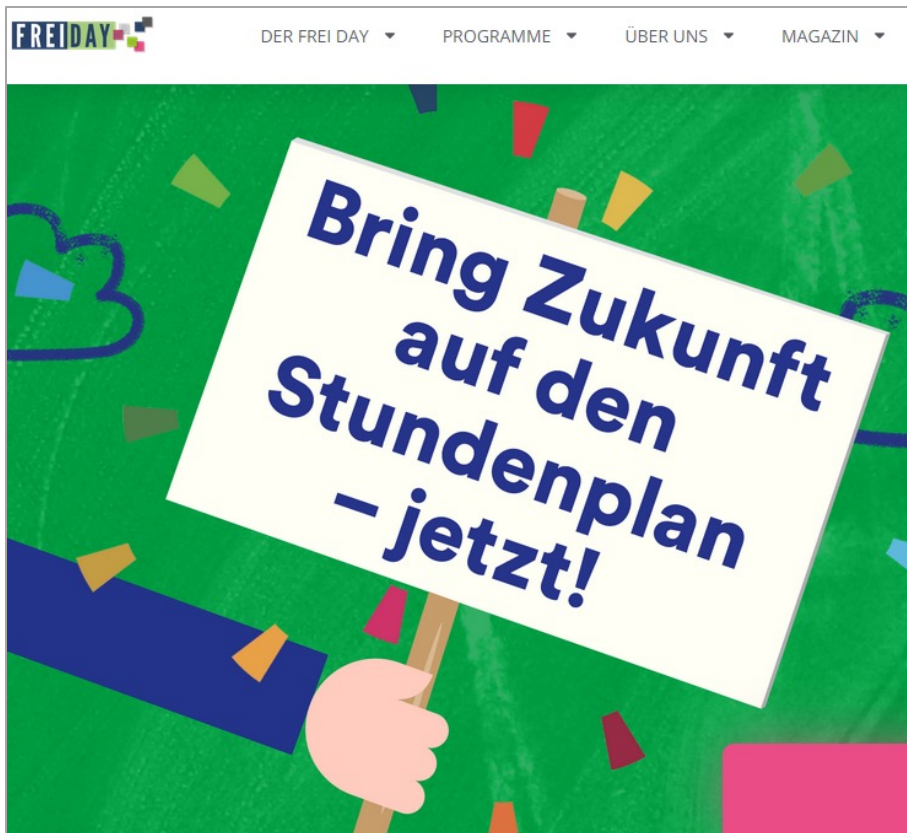 FREIDAY
DER FREI DAY PROGRAMME ÜBER UNS MAGAZIN
Bring Zukunft
auf den
Stundenplan
– jetzt!